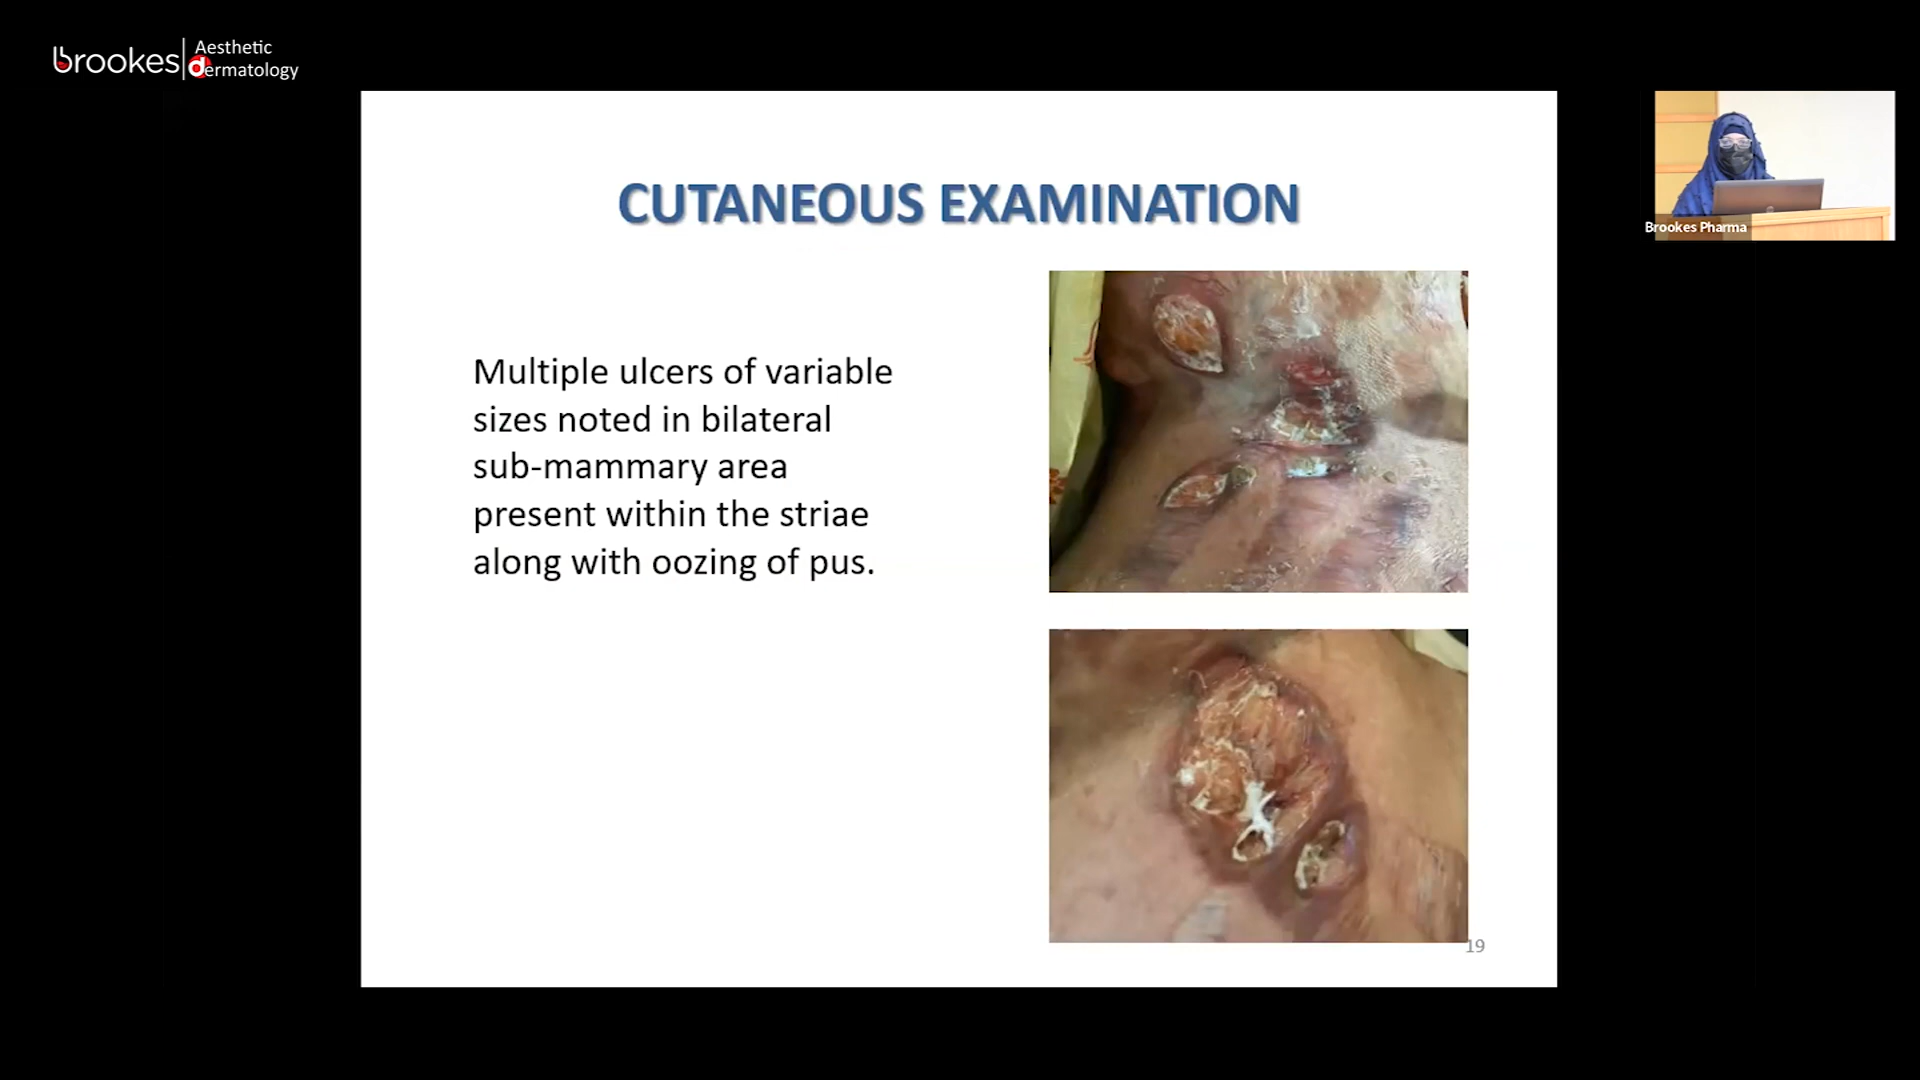 brookes
Aesthetic
dermatology
CUTANEOUS EXAMINATION
Multiple ulcers of variable
sizes noted in bilateral
sub-mammary area
present within the striae
along with oozing of pus.
19
Brookes Pharma